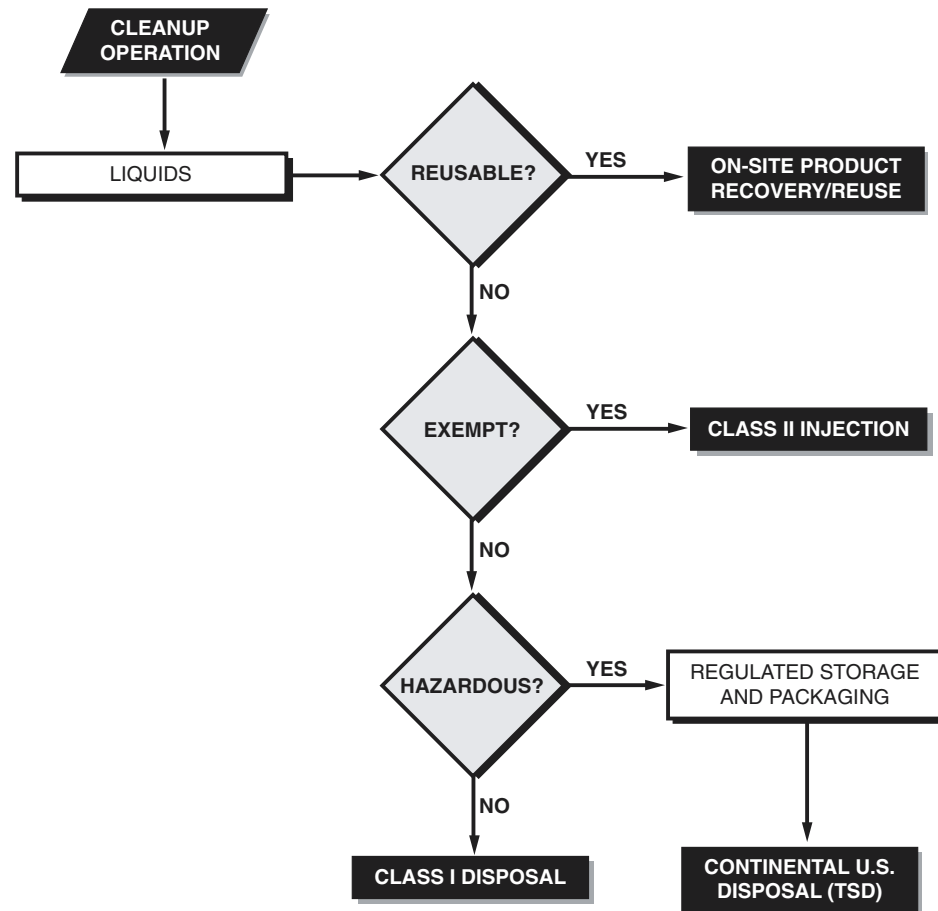 CLEANUP
OPERATION
LIQUIDS
REUSABLE?
YES
ON-SITE PRODUCT
RECOVERY/REUSE
NO
EXEMPT?
YES
CLASS II INJECTION
NO
HAZARDOUS?
YES
REGULATED STORAGE
AND PACKAGING
NO
CLASS I DISPOSAL
CONTINENTAL U.S.
DISPOSAL (TSD)